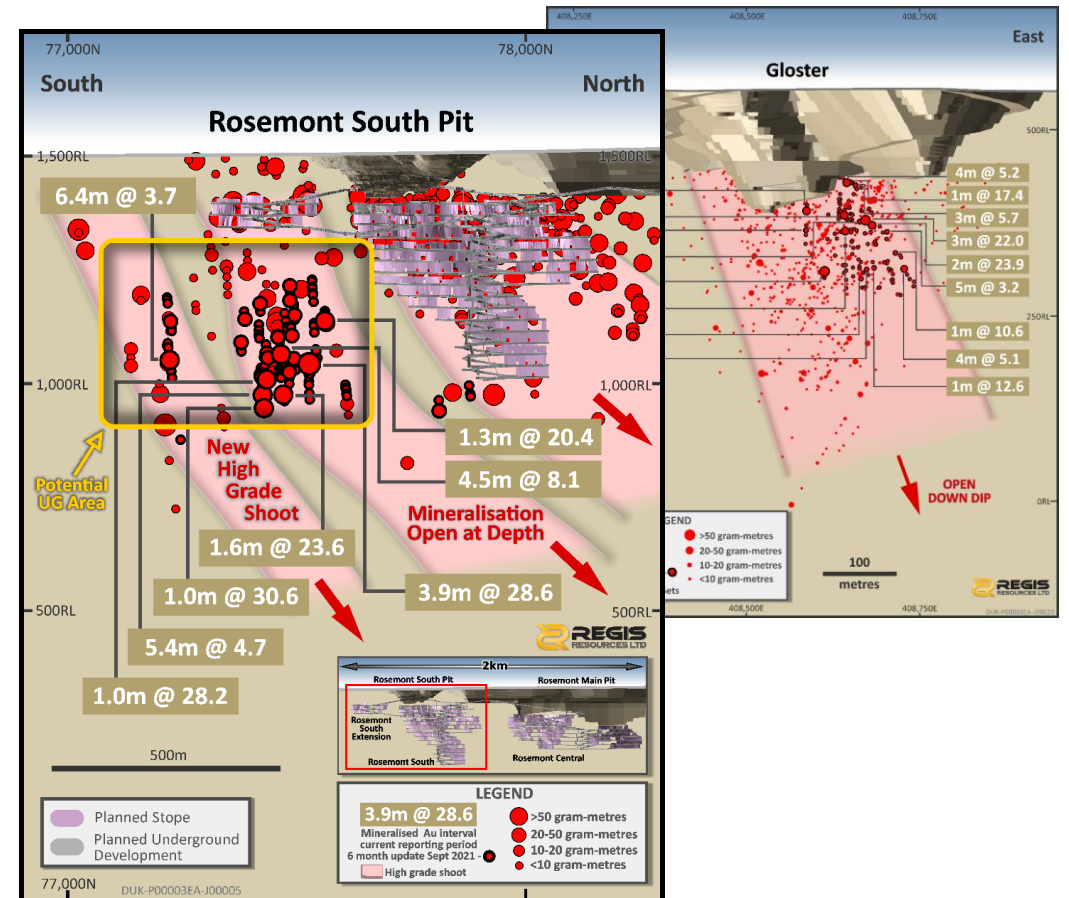 77,000N
78,000N
South
North
Rosemont South Pit
1,500RL
1,500RL
6.4m @ 3.7
1,000RL
1,000RL
1.3m @ 20.4
4.5m @ 8.1
New
High
Grade
Shoot
Potential
UG Area
Mineralisation
Open at Depth
1.6m @ 23.6
1.0m @ 30.6
3.9m @ 28.6
500RL
500RL
5.4m @ 4.7
1.0m @ 28.2
REGIS
RESOURCES LTD
2km
Rosemont South Pit
Rosemont Main Pit
Rosemont
South
Extension
Rosemont South
Rosemont Central
500m
Planned Stope
Planned Underground
Development
LEGEND
3.9m @ 28.6
Mineralised Au interval
current reporting period
6 month update Sept 2021 -
High grade shoot
>50 gram-metres
20-50 gram-metres
10-20 gram-metres
<10 gram-metres
77,000N
DUK-P00003EA-J00005
408,250E
408,500E
408,750E
East
Gloster
500RL
4m @ 5.2
1m @ 17.4
3m @ 5.7
3m @ 22.0
2m @ 23.9
5m @ 3.2
250RL
1m @ 10.6
4m @ 5.1
1m @ 12.6
OPEN
DOWN DIP
0RL
GEND
>50 gram-metres
20-50 gram-metres
10-20 gram-metres
<10 gram-metres
ets
100
metres
REGIS
RESOURCES LTD
408,500E
408,750E